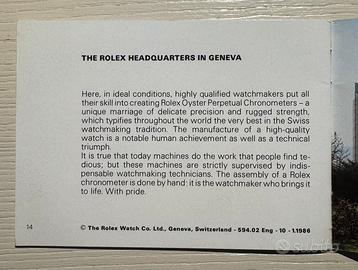 THE ROLEX HEADQUARTERS IN GENEVA
Here, in ideal conditions, highly qualified watchmakers put all
their skill into creating Rolex Oyster Perpetual Chronometers – a
unique marriage of delicate precision and rugged strength,
which typifies throughout the world the very best in the Swiss
watchmaking tradition. The manufacture of a high-quality
watch is a notable human achievement as well as a technical
triumph.
It is true that today machines do the work that people find te-
dious; but these machines are strictly supervised by indis-
pensable watchmaking technicians. The assembly of a Rolex
chronometer is done by hand: it is the watchmaker who brings it
to life. With pride.
14 © The Rolex Watch Co. Ltd., Geneva, Switzerland - 594.02 Eng - 10 - 1.1986
subito